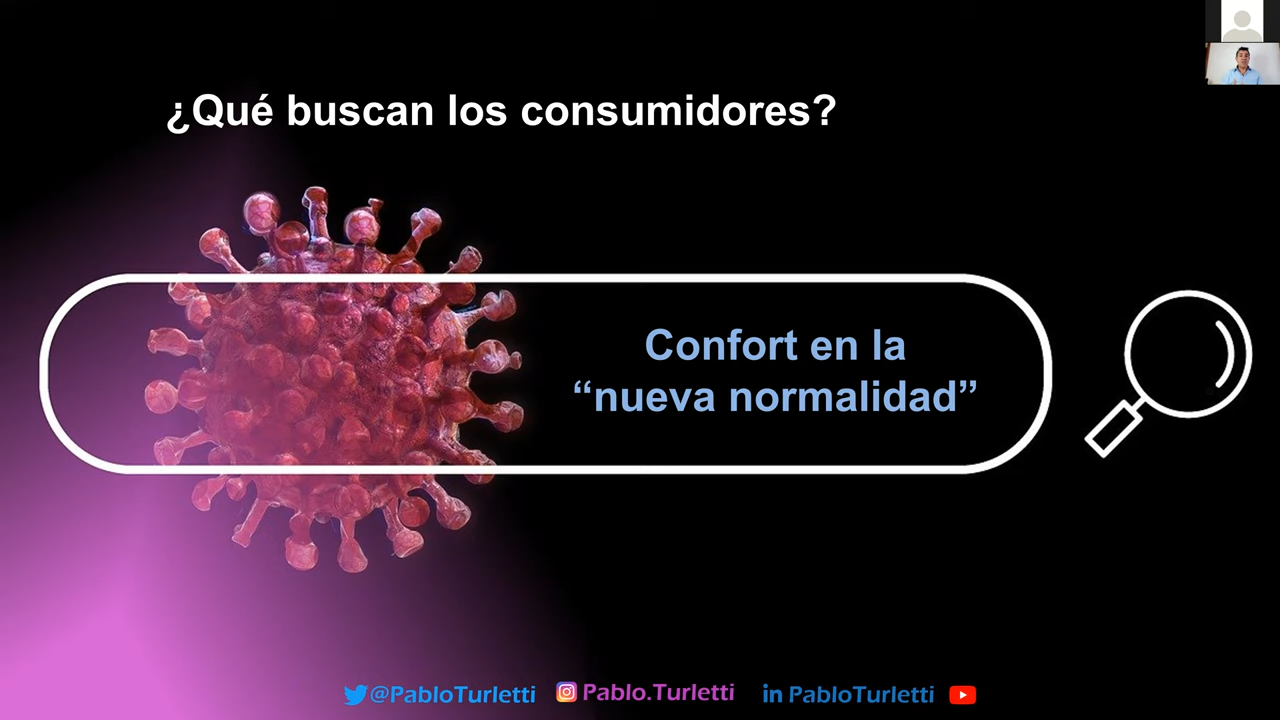 ¿Qué buscan los consumidores?
Confort en la
“nueva normalidad”
@PabloTurletti Pablo.Turletti in PabloTurletti